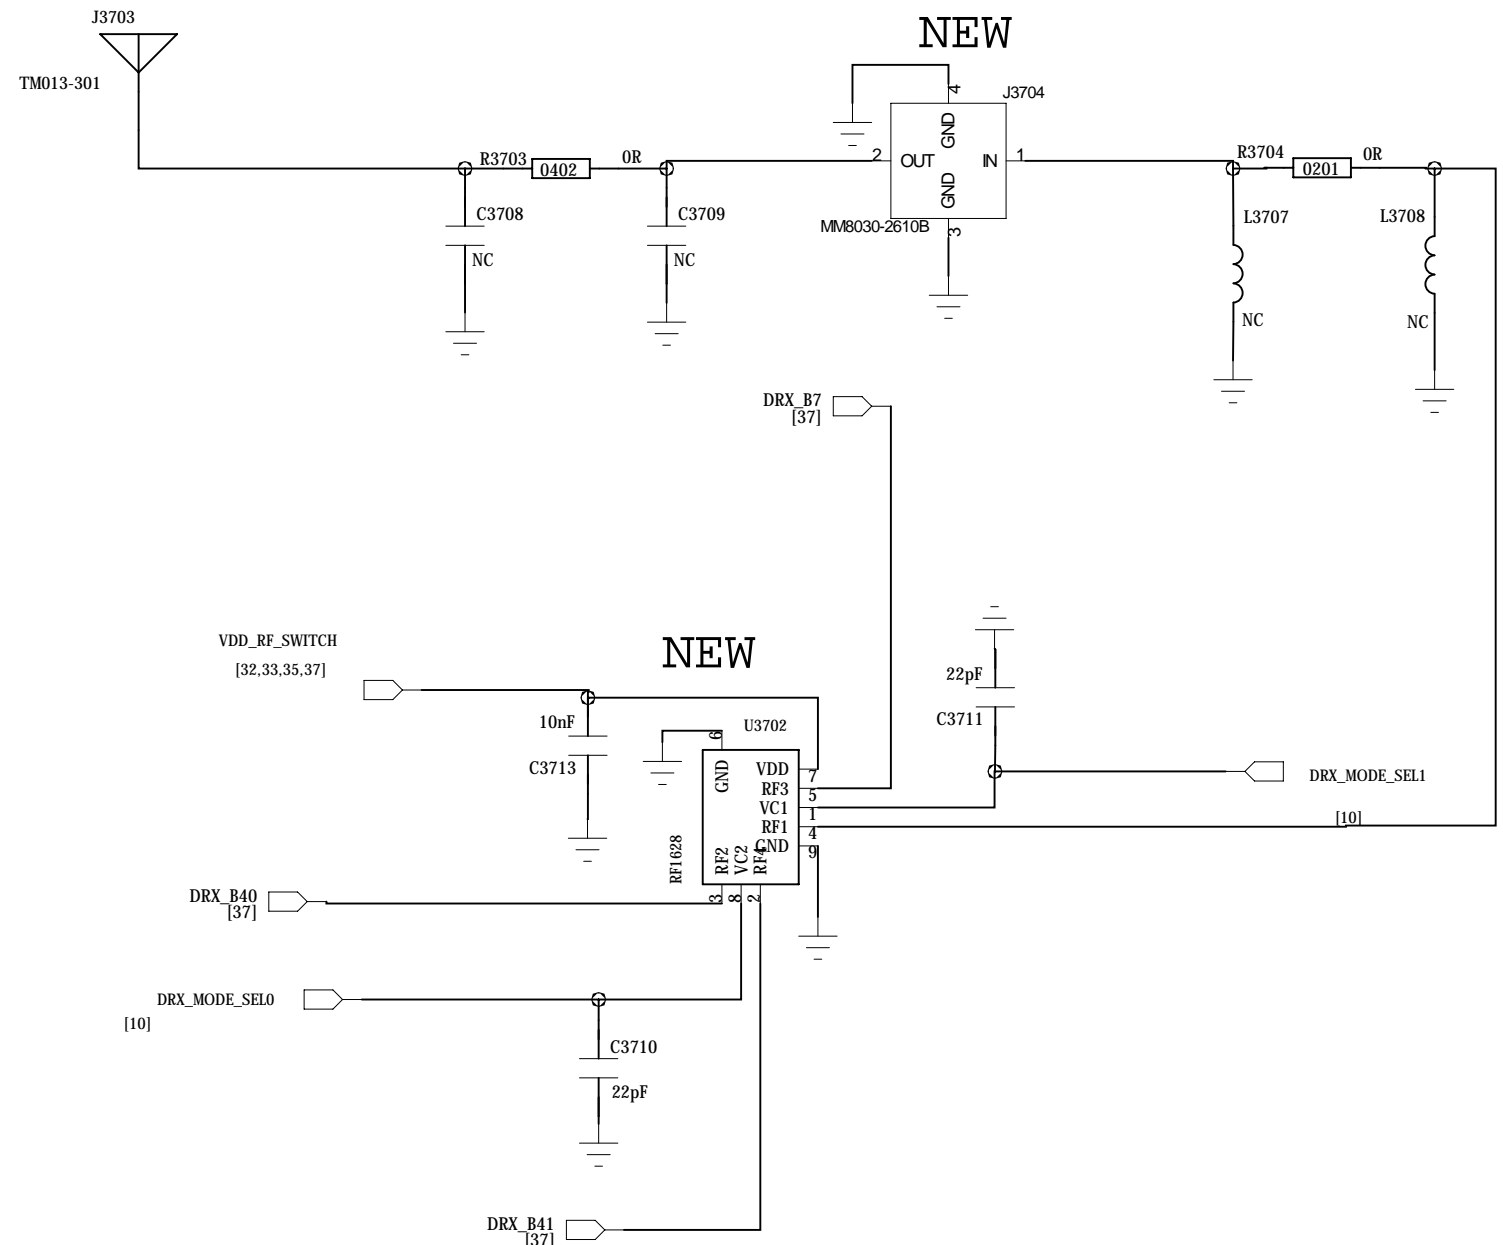 J3703
TM013-301
NEW
J3704
4
GND
2
OUT
IN
1
GND
3
MM8030-2610B
R3703
0402
0R
C3708
NC
C3709
NC
R3704
0201
0R
L3707
NC
L3708
NC
DRX_B7
[37]
VDD_RF_SWITCH
[32,33,35,37]
NEW
22pF
C3711
10nF
C3713
U3702
6
GND
VDD
7
RF3
5
VC1
1
RF1
4
GND
9
RF1628
RF2
VC2
RF4
3
8
2
DRX_MODE_SEL1
[10]
DRX_B40
[37]
DRX_MODE_SEL0
[10]
C3710
22pF
DRX_B41
[37]